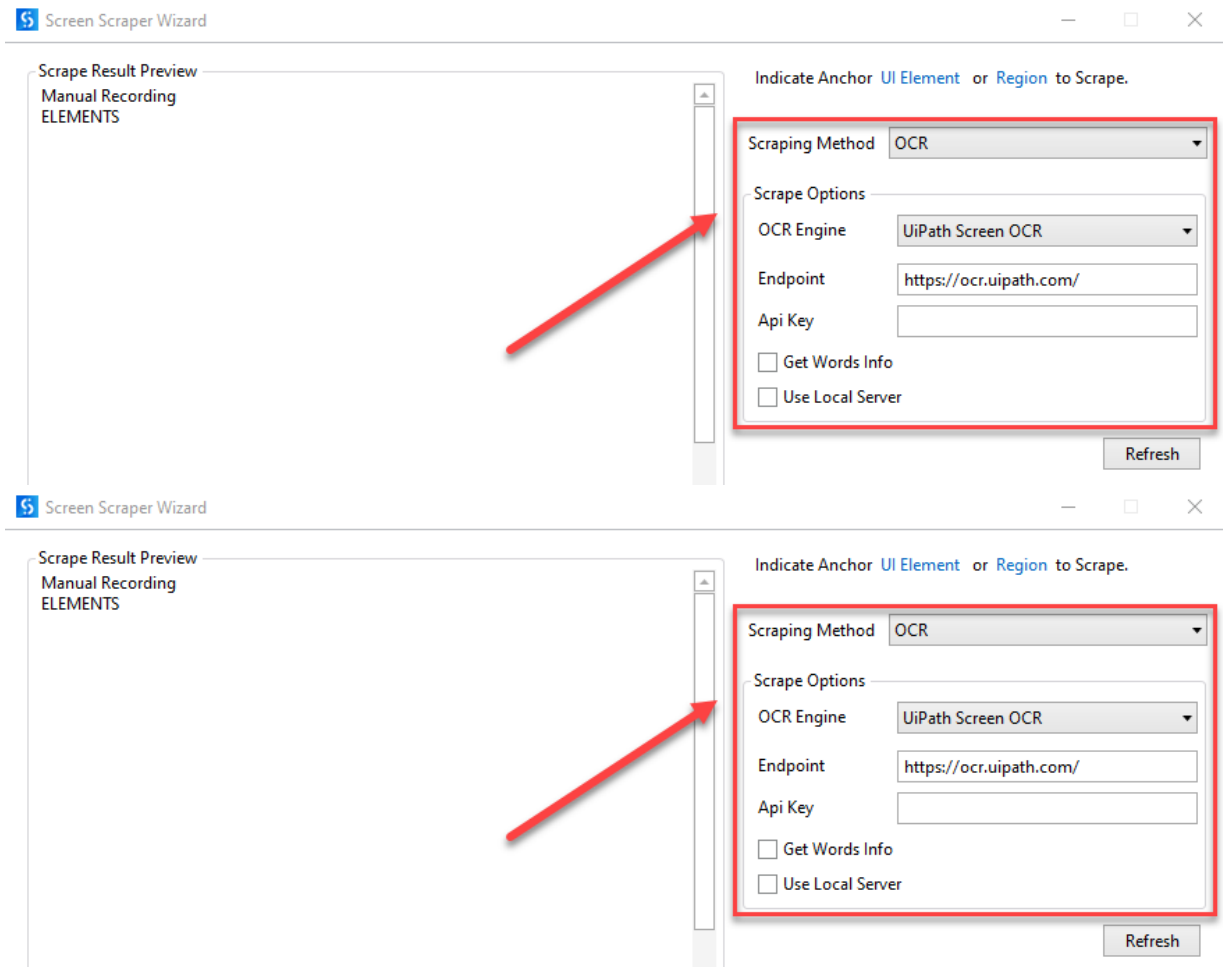 Screen Scraper Wizard
Scrape Result Preview
Manual Recording
ELEMENTS
Indicate Anchor UI Element or Region to Scrape.
Scraping Method OCR
Scrape Options
OCR Engine UiPath Screen OCR
Endpoint https://ocr.uipath.com/
Api Key
Get Words Info
Use Local Server
Refresh
Screen Scraper Wizard
Scrape Result Preview
Manual Recording
ELEMENTS
Indicate Anchor UI Element or Region to Scrape.
Scraping Method OCR
Scrape Options
OCR Engine UiPath Screen OCR
Endpoint https://ocr.uipath.com/
Api Key
Get Words Info
Use Local Server
Refresh